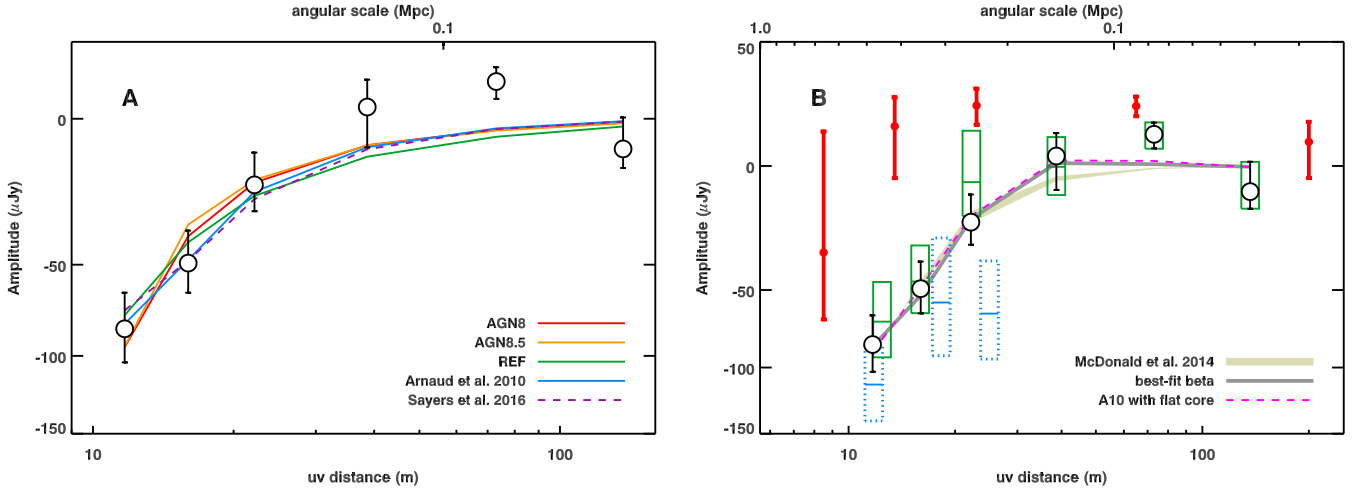 angular scale (Mpc)
0.1
A
0
-50
-100
-150
Amplitude (μJy)
AGN8
AGN8.5
REF
Arnaud et al. 2010
Sayers et al. 2016
10
100
uv distance (m)
angular scale (Mpc)
1.0
0.1
B
50
0
-50
-100
-150
Amplitude (μJy)
McDonald et al. 2014
best-fit beta
A10 with flat core
10
100
uv distance (m)